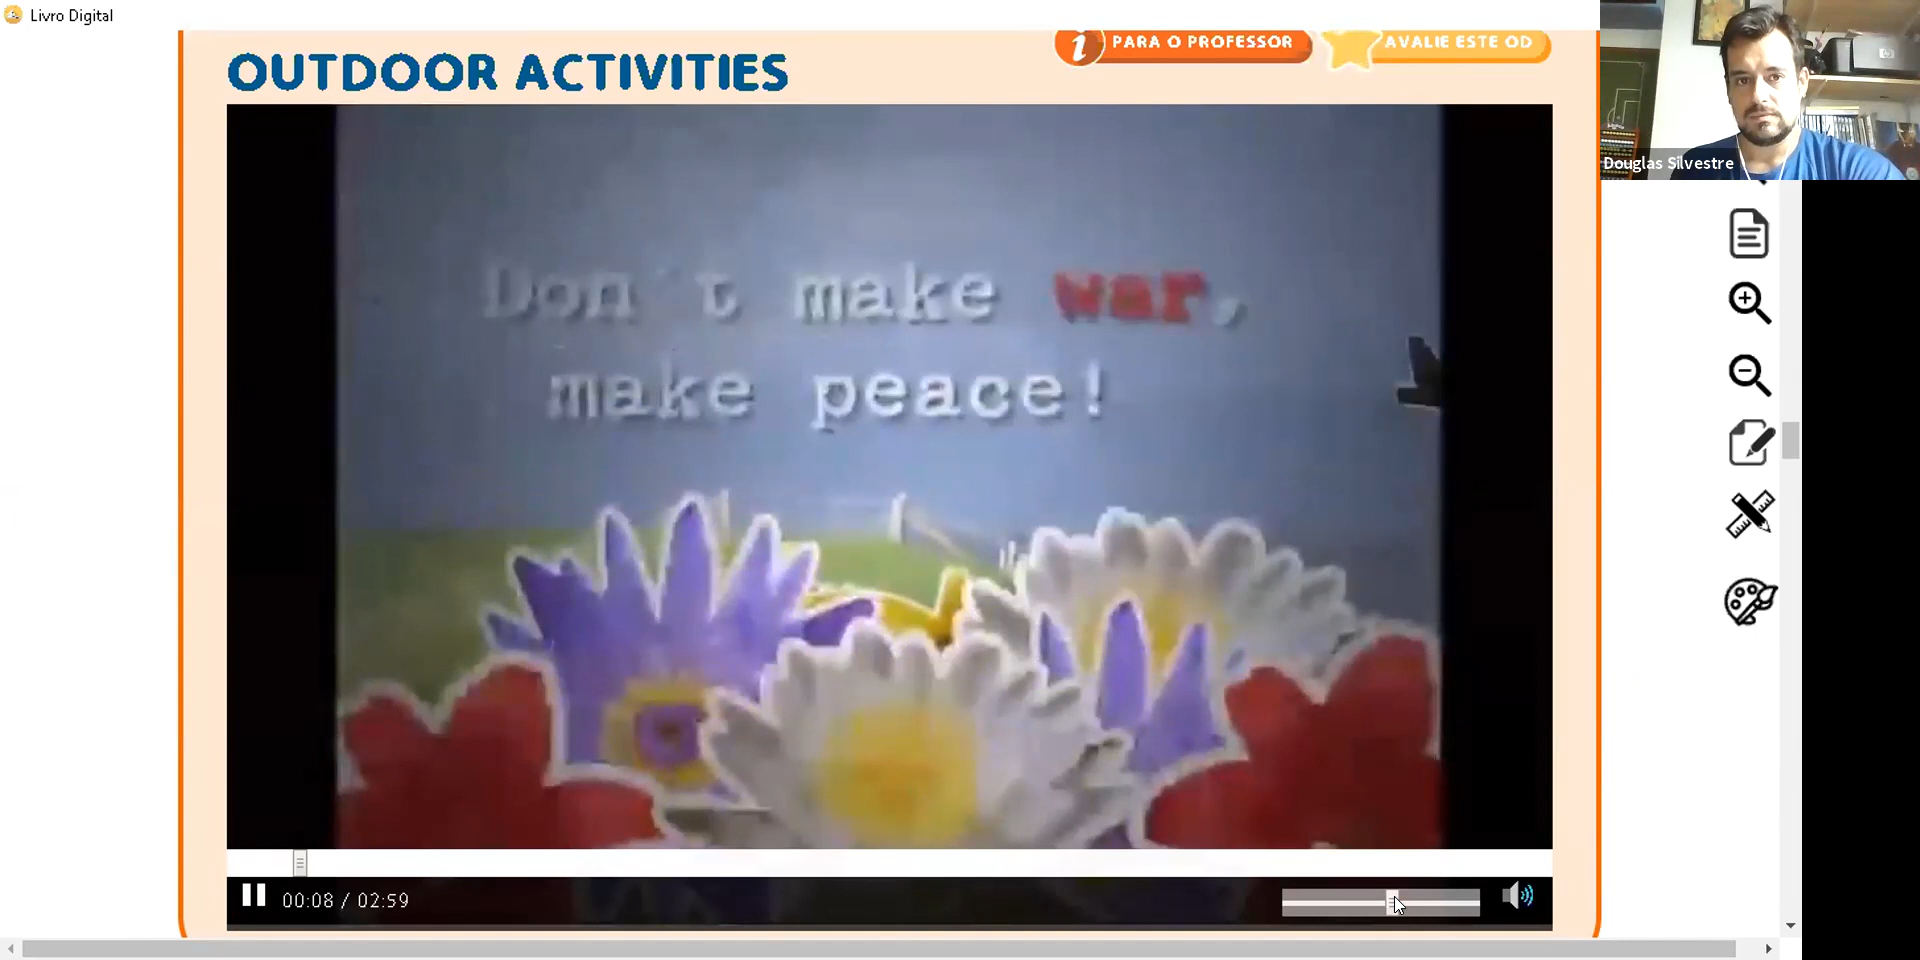 Livro Digital
PARA O PROFESSOR
AVALIE ESTE OD
OUTDOOR ACTIVITIES
Douglas Silvestre
Don´t make war,
make peace!
00:08 / 02:59